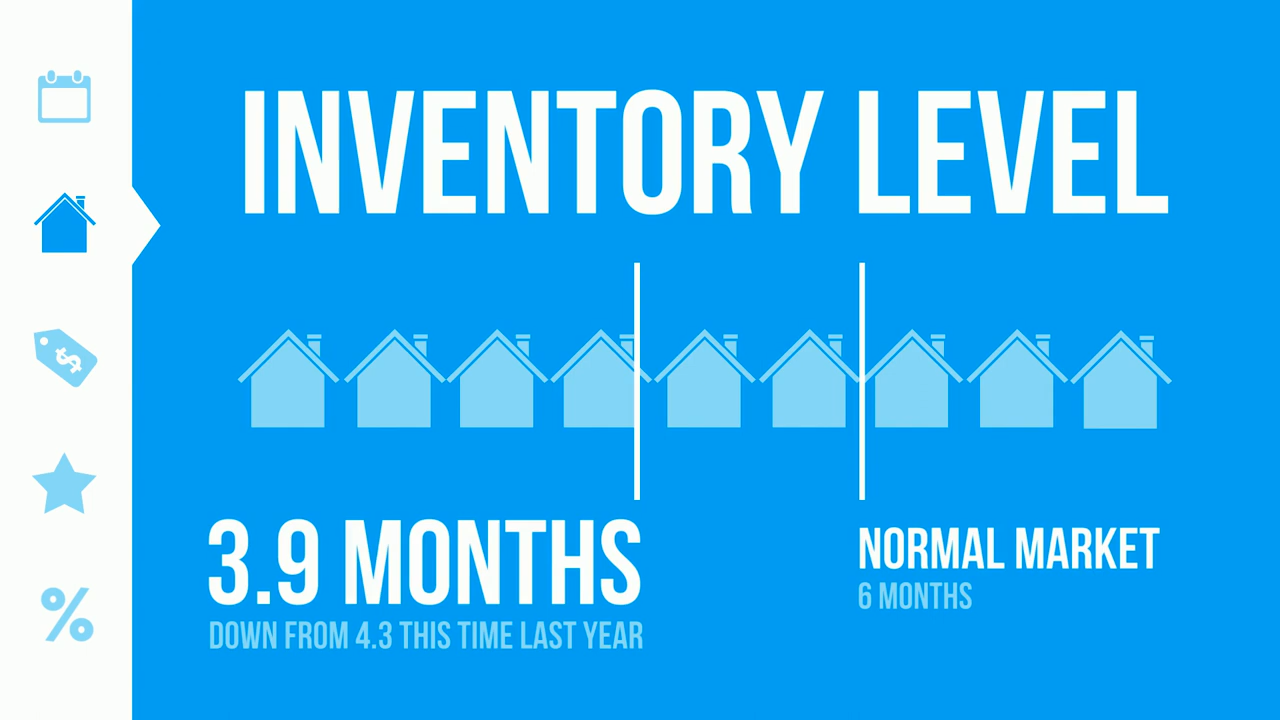 INVENTORY LEVEL
3.9 MONTHS
DOWN FROM 4.3 THIS TIME LAST YEAR
NORMAL MARKET
6 MONTHS
$
%